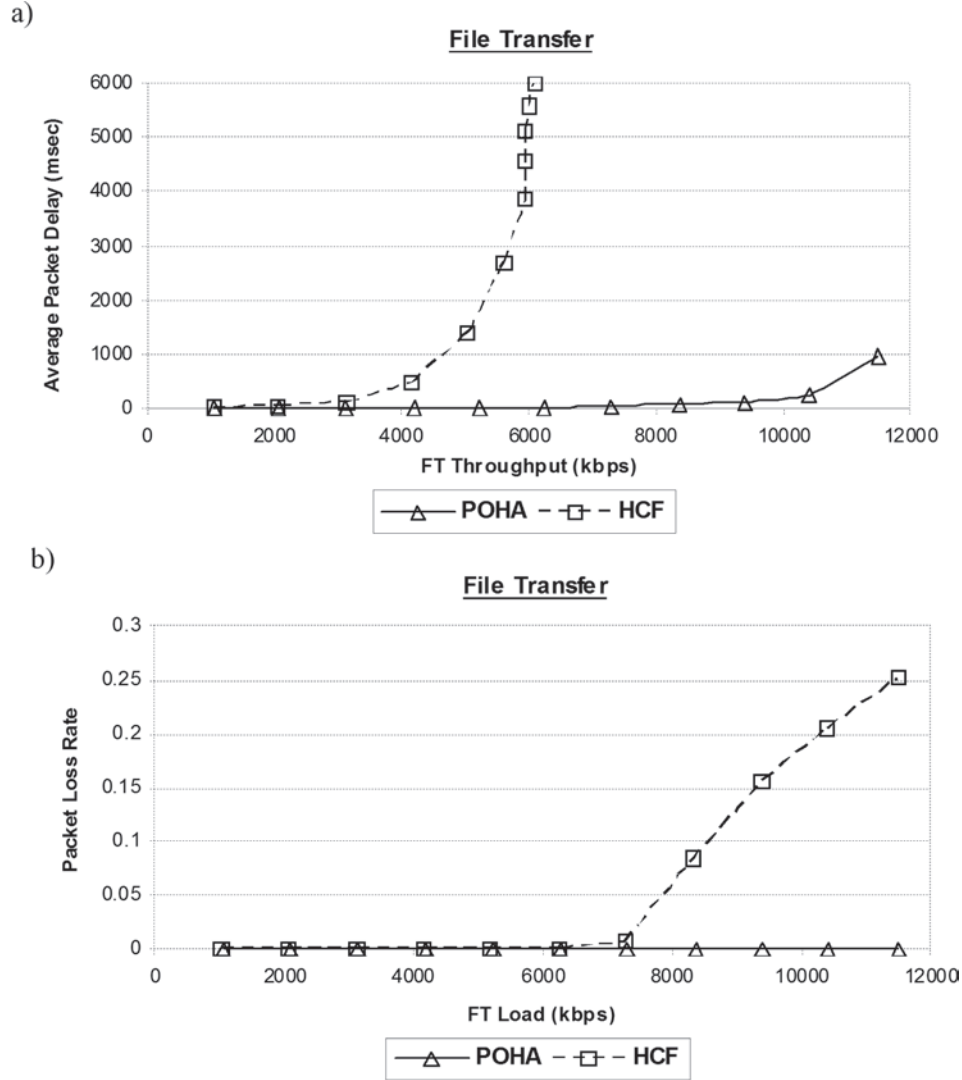 a)
File Transfer
6000
5000
4000
3000
2000
1000
0
Average Packet Delay (msec)
0 2000 4000 6000 8000 10000 12000
FT Throughput (kbps)
POHA HCF
b)
File Transfer
0.3
0.25
0.2
0.15
0.1
0.05
0
Packet Loss Rate
0 2000 4000 6000 8000 10000 12000
FT Load (kbps)
POHA HCF